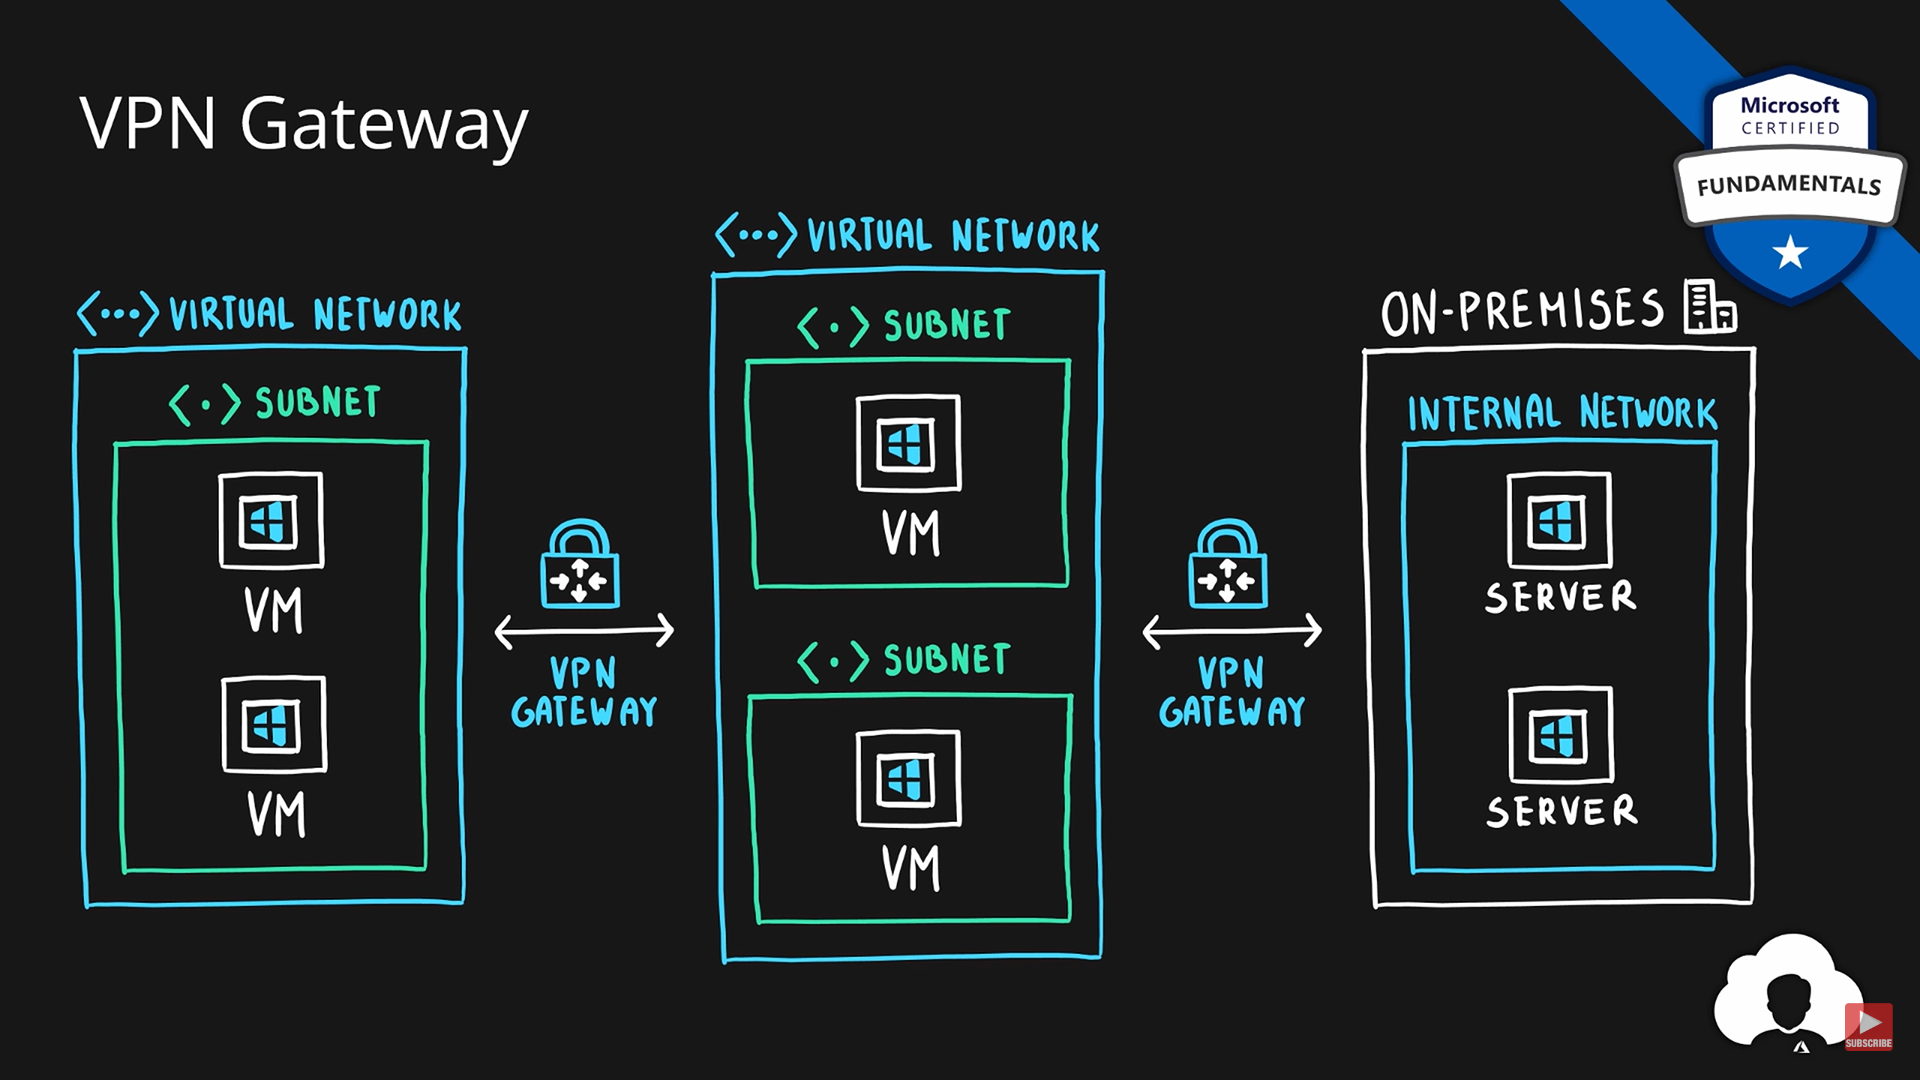 VPN Gateway
Microsoft
CERTIFIED
FUNDAMENTALS
VIRTUAL NETWORK
SUBNET
VM
VM
VPN
GATEWAY
VIRTUAL NETWORK
SUBNET
VM
SUBNET
VM
VPN
GATEWAY
ON-PREMISES
INTERNAL NETWORK
SERVER
SERVER
SUBSCRIBE